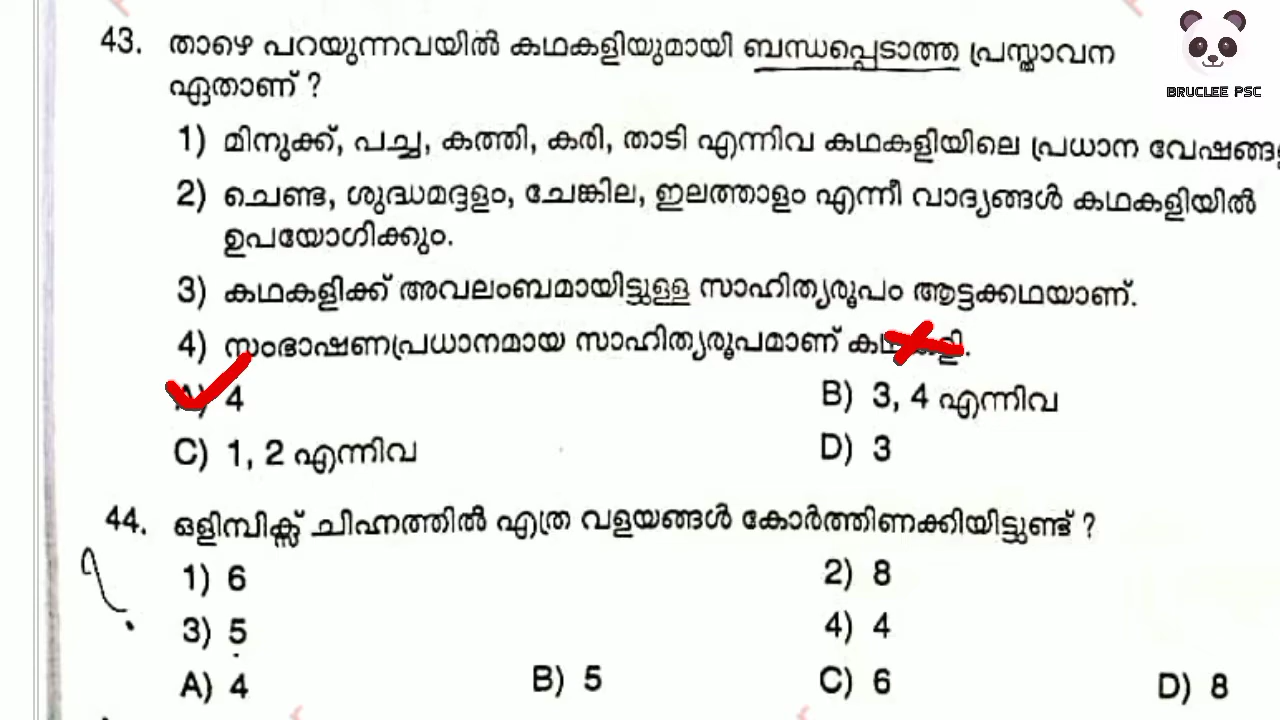 BRUCLEE PSC
43. താഴെ പറയുന്നവയിൽ കഥകളിയുമായി ബന്ധപ്പെടാത്ത പ്രസ്താവന
ഏതാണ് ?
1) മിനുക്ക്, പച്ച, കത്തി, കരി, താടി എന്നിവ കഥകളിയിലെ പ്രധാന
2) ചെണ്ട, ശുദ്ധമദ്ദളം, ചേങ്കില, ഇലത്താളം എന്നീ വാദ്യങ്ങൾ കഥകളിയിൽ
ഉപയോഗിക്കും.
3) കഥകളിക്ക് അവലംബമായിട്ടുള്ള സാഹിത്യരൂപം ആട്ടക്കഥയാണ്.
4) സംഭാഷണപ്രധാനമായ സാഹിത്യരൂപമാണ് കഥകളി.
A) 4 B) 3, 4 എന്നിവ
C) 1, 2 എന്നിവ D) 3
44. ഒളിമ്പിക്സ് ചിഹ്നത്തിൽ എത്ര വളയങ്ങൾ കോർത്തിണക്കിയിട്ടുണ്ട് ?
1) 6 2) 8
3) 5 4) 4
A) 4 B) 5 C) 6 D) 8